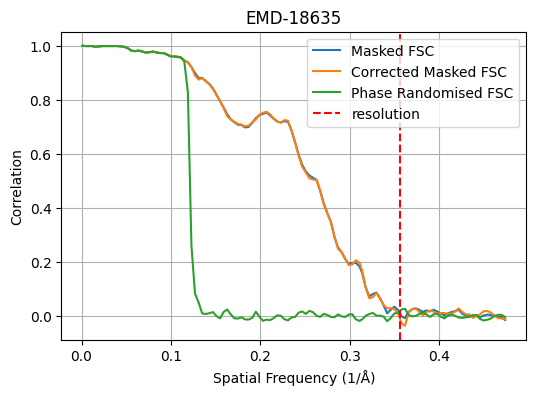 EMD-18635
Masked FSC
Corrected Masked FSC
Phase Randomised FSC
resolution
Correlation
1.0
0.8
0.6
0.4
0.2
0.0
0.0 0.1 0.2 0.3 0.4
Spatial Frequency (1/Å)